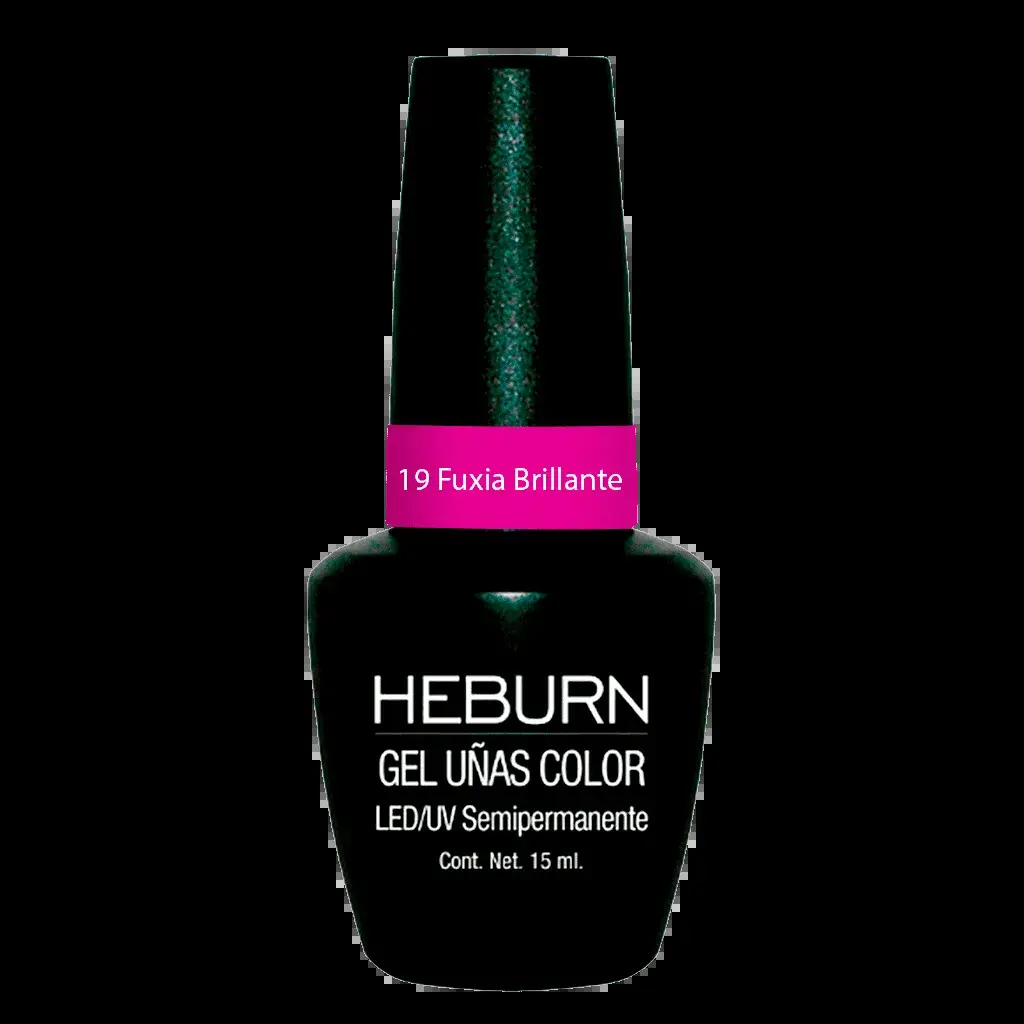 19 Fuxia Brillante
HEBURN
GEL UÑAS COLOR
LED/UV Semipermanente
Cont. Net. 15 ml.